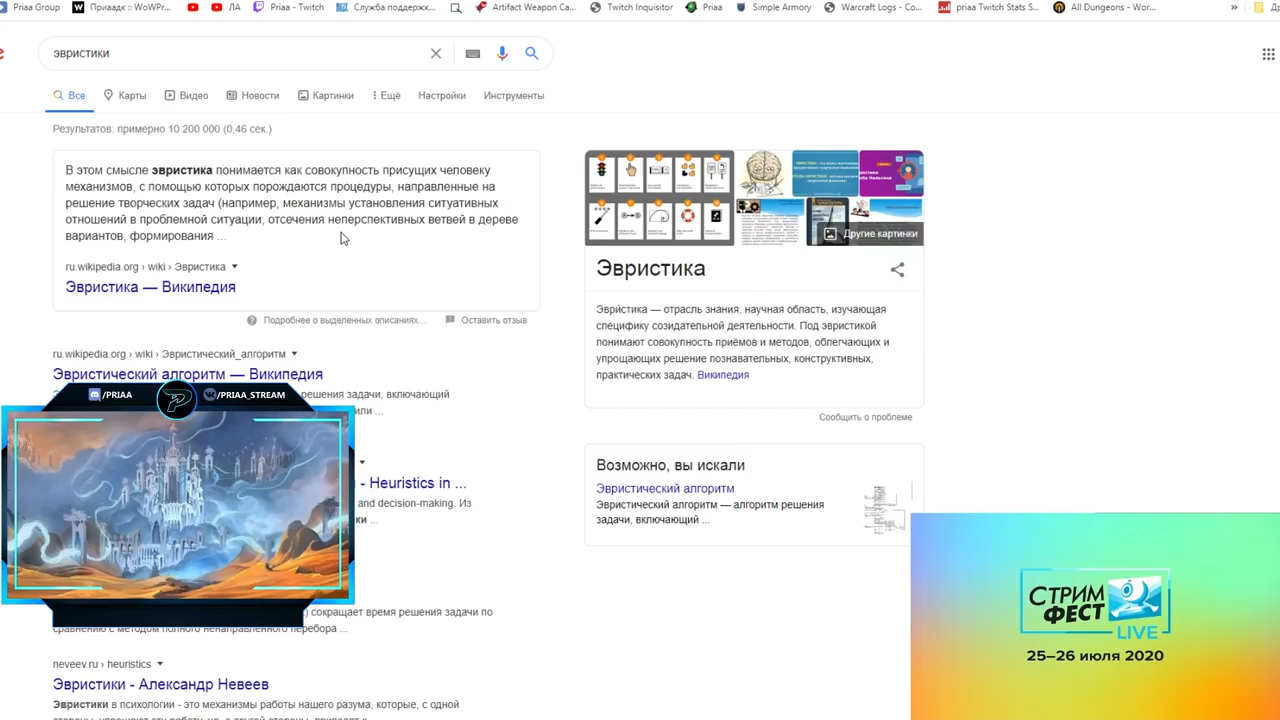 Priaa Group
W Приаадк :: WoWPr...
ЛА
Priaa - Twitch
Служба поддержк...
Artifact Weapon Ca...
Twitch Inquisitor
Priaa
Simple Armory
Warcraft Logs - Co...
priaa Twitch Stats S...
All Dungeons - Wor...
»
эвристики
Все
Карты
Видео
Новости
Картинки
Ещё
Настройки
Инструменты
Результатов: примерно 10 200 000 (0,46 сек.)
В этом смысле эвристика понимается как совокупность присущих человеку
механизмов, с помощью которых порождаются процедуры, направленные на
решение творческих задач (например, механизмы установления ситуативных
отношений в проблемной ситуации, отсечения неперспективных ветвей в дереве
нтов, формирования ...
ru.wikipedia.org › wiki › Эвристика
Эвристика — Википедия
Подробнее о выделенных описаниях...
Оставить отзыв
ru.wikipedia.org › wiki › Эвристический_алгоритм
Эвристический алгоритм — Википедия
решения задачи, включающий
ли ...
- Heuristics in ...
and decision-making. Из
ки ...
) сокращает время решения задачи по
сравнению с методом полного ненаправленного перебора ...
neveev.ru › heuristics
Эвристики - Александр Невеев
Эвристики в психологии - это механизмы работы нашего разума, которые, с одной
/PRIAA
/PRIAA_STREAM
Другие картинки
Эвристика
Эври́стика — отрасль знания, научная область, изучающая
специфику созидательной деятельности. Под эвристикой
понимают совокупность приёмов и методов, облегчающих и
упрощающих решение познавательных, конструктивных,
практических задач. Википедия
Сообщить о проблеме
Возможно, вы искали
Эвристический алгоритм
Эвристический алгоритм — алгоритм решения
задачи, включающий ...
СТРИМ
ФЕСТ
LIVE
25–26 июля 2020